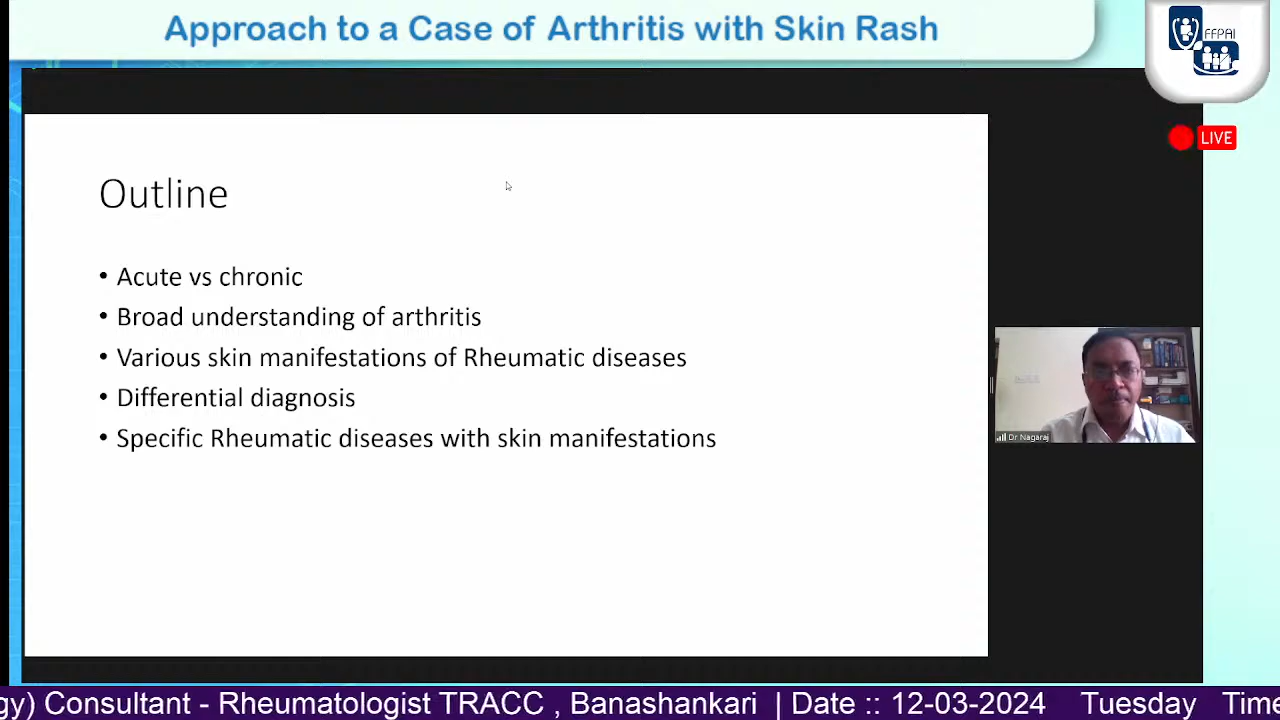 Approach to a Case of Arthritis with Skin Rash
FFPAI
LIVE
Outline
• Acute vs chronic
• Broad understanding of arthritis
• Various skin manifestations of Rheumatic diseases
• Differential diagnosis
• Specific Rheumatic diseases with skin manifestations
Dr Nagaraj
gy) Consultant - Rheumatologist TRACC , Banashankari | Date :: 12-03-2024 Tuesday Time